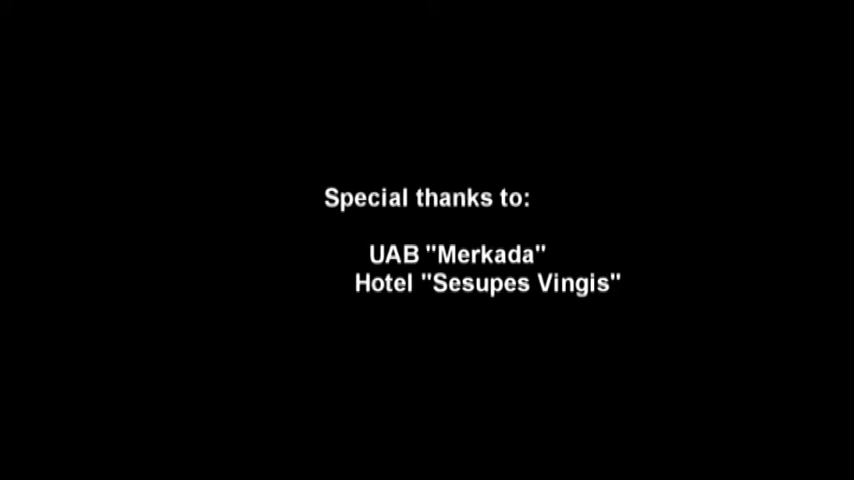 Special thanks to:
UAB "Merkada"
Hotel "Sesupes Vingis"